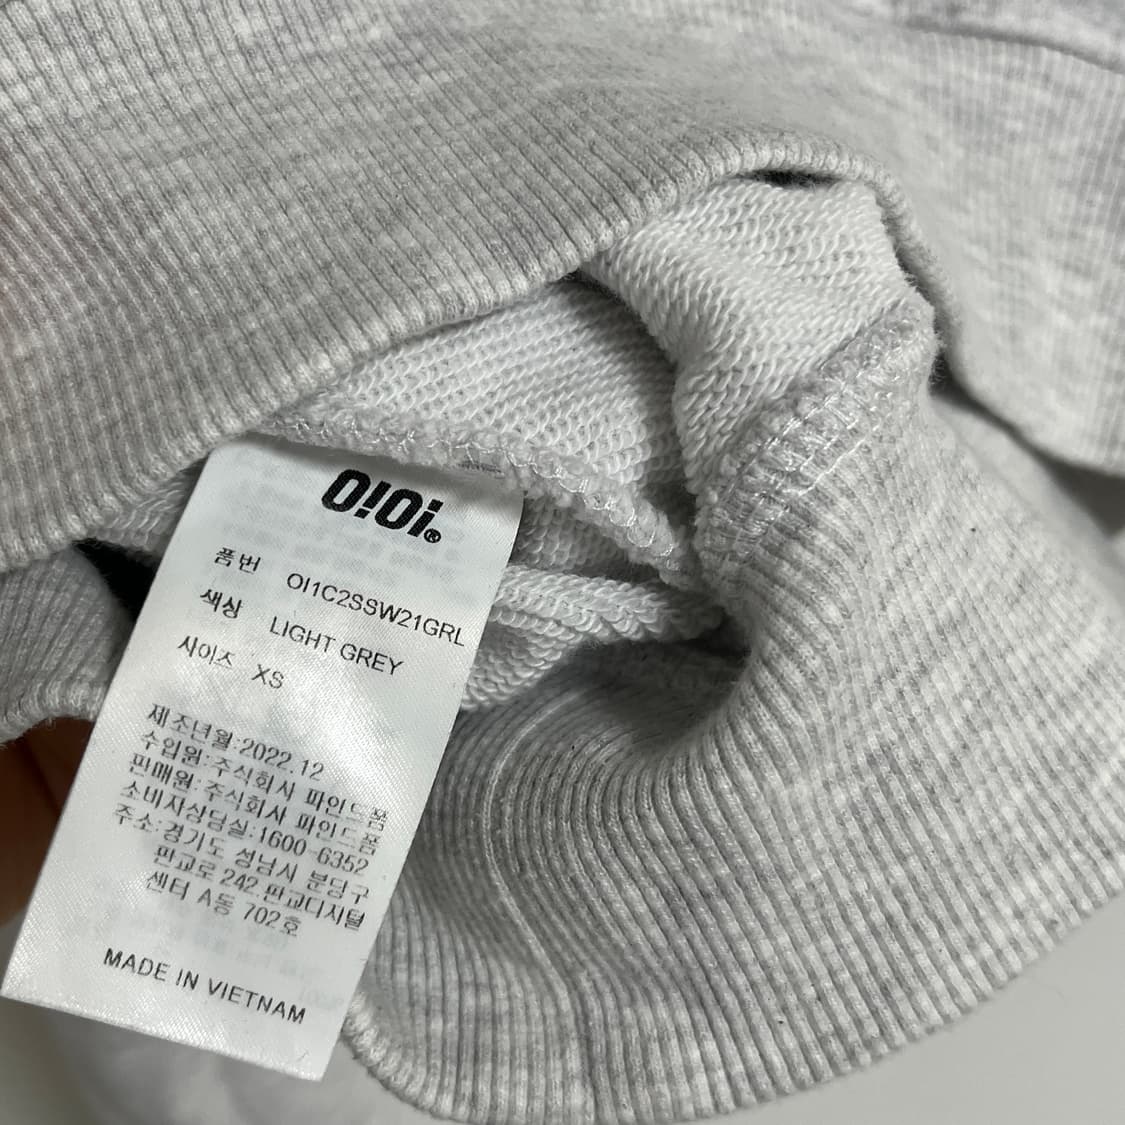 O!Oi®
품번 OI1C2SSW21GRL
색상 LIGHT GREY
사이즈 XS
제조년월:2022.12
수입원:주식회사 파인드폼
판매원:주식회사 파인드폼
소비자상담실:1600-6352
주소:경기도 성남시 분당구
판교로 242 판교디지털
센터 A동 702호
MADE IN VIETNAM